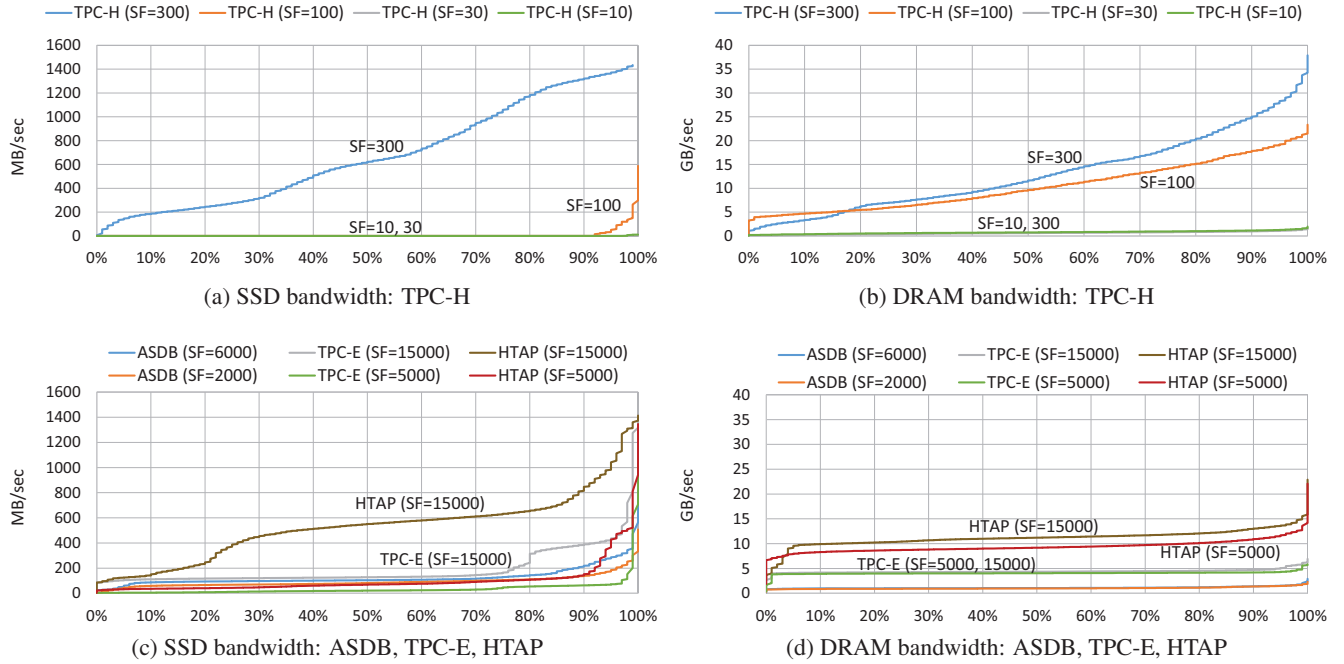 TPC-H (SF=300) TPC-H (SF=100) TPC-H (SF=30) TPC-H (SF=10)
1600
1400
1200
1000
800
600
400
200
0
MB/sec
SF=300
SF=100
SF=10, 30
0% 10% 20% 30% 40% 50% 60% 70% 80% 90% 100%
(a) SSD bandwidth: TPC-H
TPC-H (SF=300) TPC-H (SF=100) TPC-H (SF=30) TPC-H (SF=10)
40
35
30
25
20
15
10
5
0
GB/sec
SF=300
SF=100
SF=10, 300
0% 10% 20% 30% 40% 50% 60% 70% 80% 90% 100%
(b) DRAM bandwidth: TPC-H
ASDB (SF=6000) TPC-E (SF=15000) HTAP (SF=15000)
ASDB (SF=2000) TPC-E (SF=5000) HTAP (SF=5000)
1600
1400
1200
1000
800
600
400
200
0
MB/sec
HTAP (SF=15000)
TPC-E (SF=15000)
0% 10% 20% 30% 40% 50% 60% 70% 80% 90% 100%
(c) SSD bandwidth: ASDB, TPC-E, HTAP
ASDB (SF=6000) TPC-E (SF=15000) HTAP (SF=15000)
ASDB (SF=2000) TPC-E (SF=5000) HTAP (SF=5000)
40
35
30
25
20
15
10
5
0
GB/sec
HTAP (SF=15000)
HTAP (SF=5000)
TPC-E (SF=5000, 15000)
0% 10% 20% 30% 40% 50% 60% 70% 80% 90% 100%
(d) DRAM bandwidth: ASDB, TPC-E, HTAP